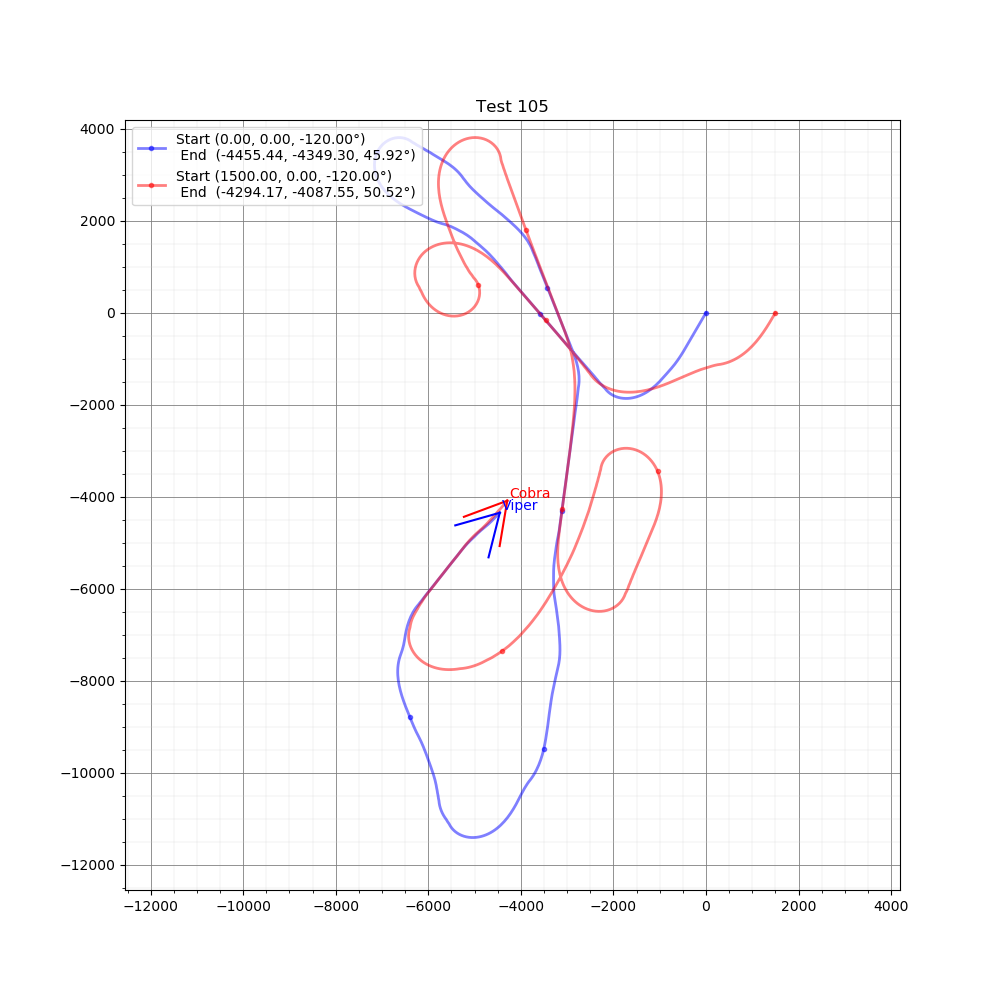 Test 105
Start (0.00, 0.00, -120.00°)
End  (-4455.44, -4349.30, 45.92°)
Start (1500.00, 0.00, -120.00°)
End  (-4294.17, -4087.55, 50.52°)
4000
2000
0
−2000
−4000
−6000
−8000
−10000
−12000
Cobra
Viper
−12000 −10000 −8000 −6000 −4000 −2000 0 2000 4000